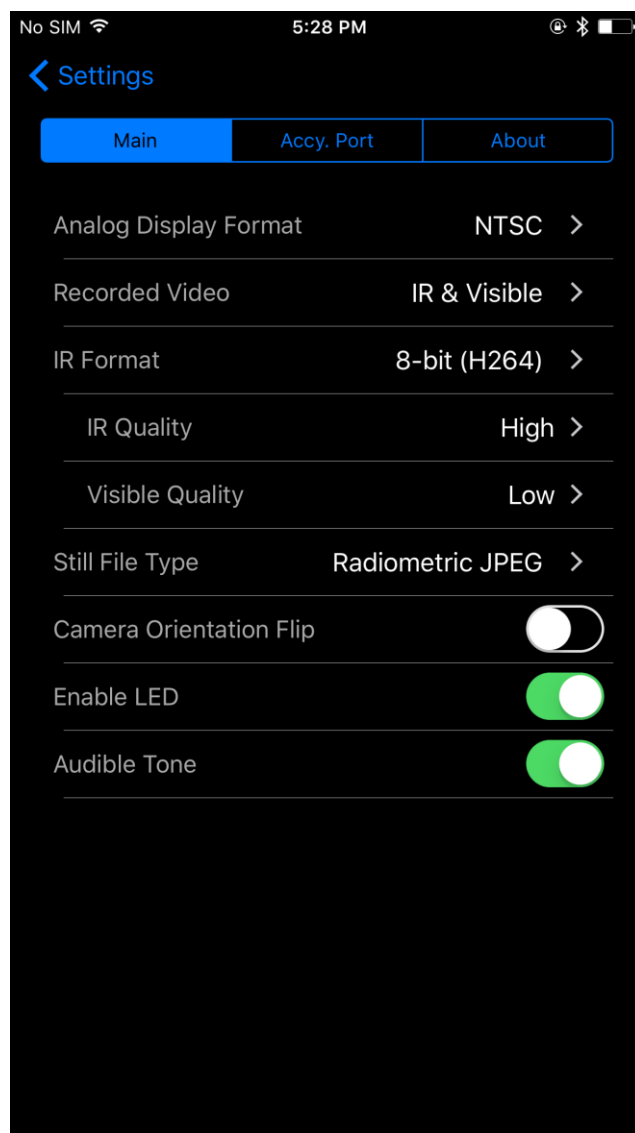 No SIM 5:28 PM
Settings
Main Accy. Port About
Analog Display Format NTSC
Recorded Video IR & Visible
IR Format 8-bit (H264)
IR Quality High
Visible Quality Low
Still File Type Radiometric JPEG
Camera Orientation Flip
Enable LED
Audible Tone